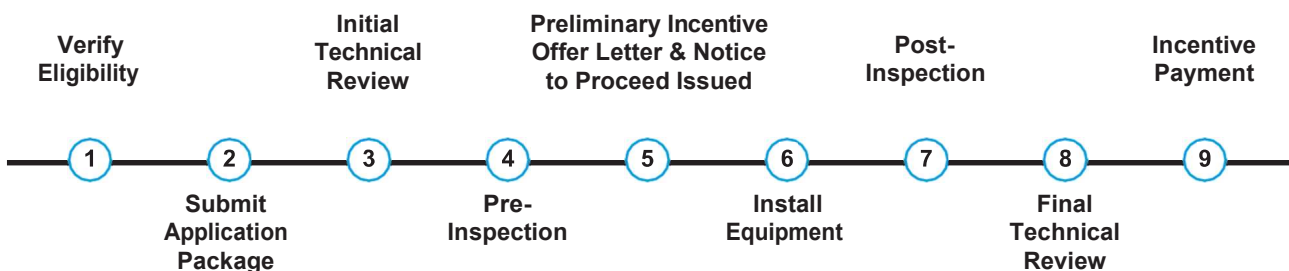 Verify
Eligibility
1
Submit
Application
Package
2
Initial
Technical
Review
3
Pre-
Inspection
4
Preliminary Incentive
Offer Letter & Notice
to Proceed Issued
5
Install
Equipment
6
Post-
Inspection
7
Final
Technical
Review
8
Incentive
Payment
9